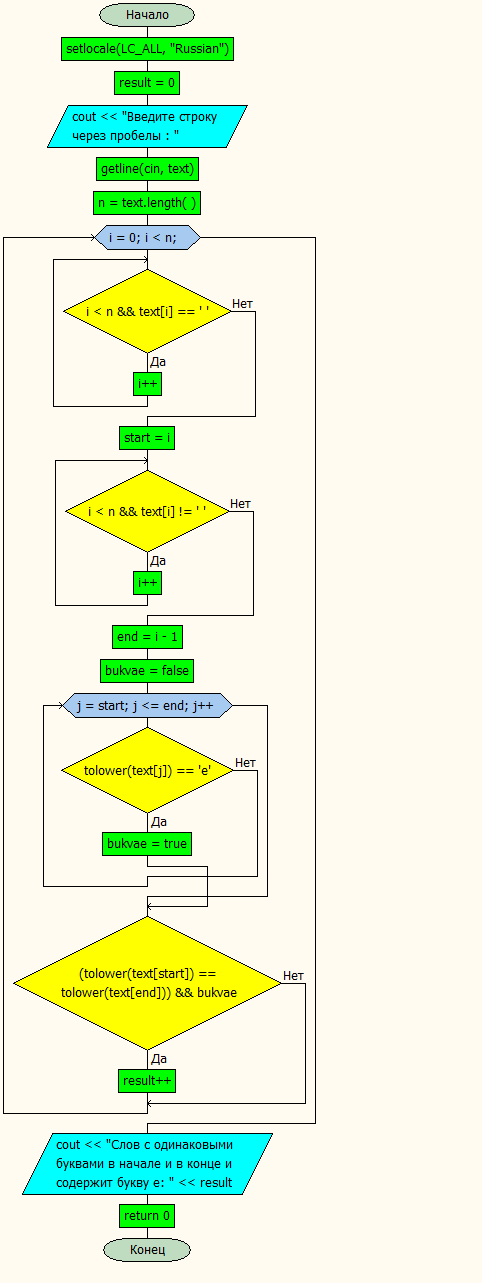 Начало
setlocale(LC_ALL, "Russian")
result = 0
cout << "Введите строку
через пробелы : "
getline(cin, text)
n = text.length( )
i = 0; i < n;
i < n && text[i] == ' '
Нет
Да
i++
start = i
i < n && text[i] != ' '
Нет
Да
i++
end = i - 1
bukvae = false
j = start; j <= end; j++
tolower(text[j]) == 'e'
Нет
Да
bukvae = true
(tolower(text[start]) ==
tolower(text[end])) && bukvae
Нет
Да
result++
cout << "Слов с одинаковыми
буквами в начале и в конце и
содержит букву е: " << result
return 0
Конец